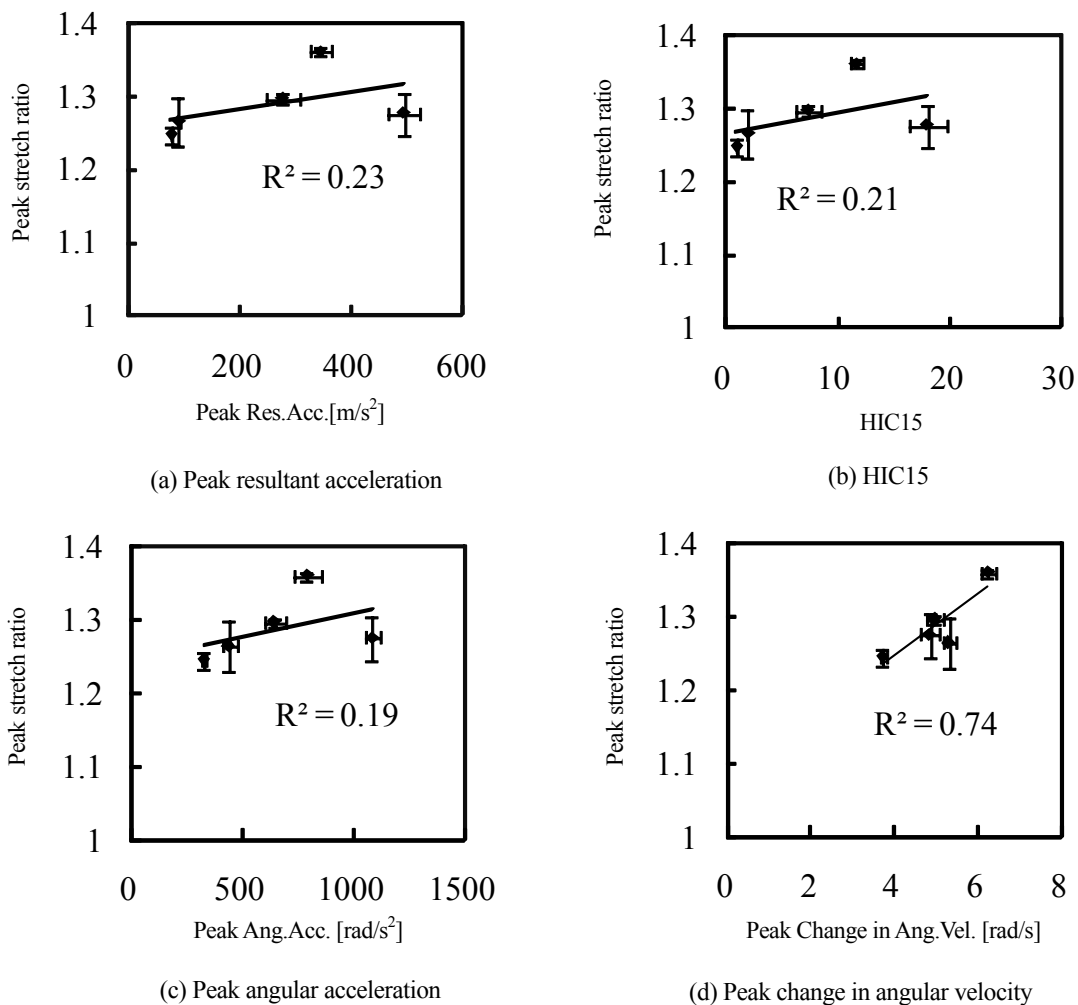 1.4
1.3
1.2
1.1
1
Peak stretch ratio
R² = 0.23
0 200 400 600
Peak Res.Acc.[m/s²]
(a) Peak resultant acceleration
1.4
1.3
1.2
1.1
1
Peak stretch ratio
R² = 0.21
0 10 20 30
HIC15
(b) HIC15
1.4
1.3
1.2
1.1
1
Peak stretch ratio
R² = 0.19
0 500 1000 1500
Peak Ang.Acc. [rad/s²]
(c) Peak angular acceleration
1.4
1.3
1.2
1.1
1
Peak stretch ratio
R² = 0.74
0 2 4 6 8
Peak Change in Ang.Vel. [rad/s]
(d) Peak change in angular velocity